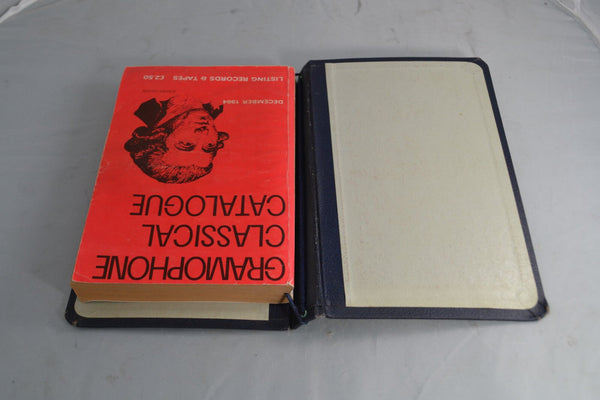 GRAMOPHONE
CLASSICAL
CATALOGUE
DECEMBER 1984
LISTING RECORDS & TAPES £2.50